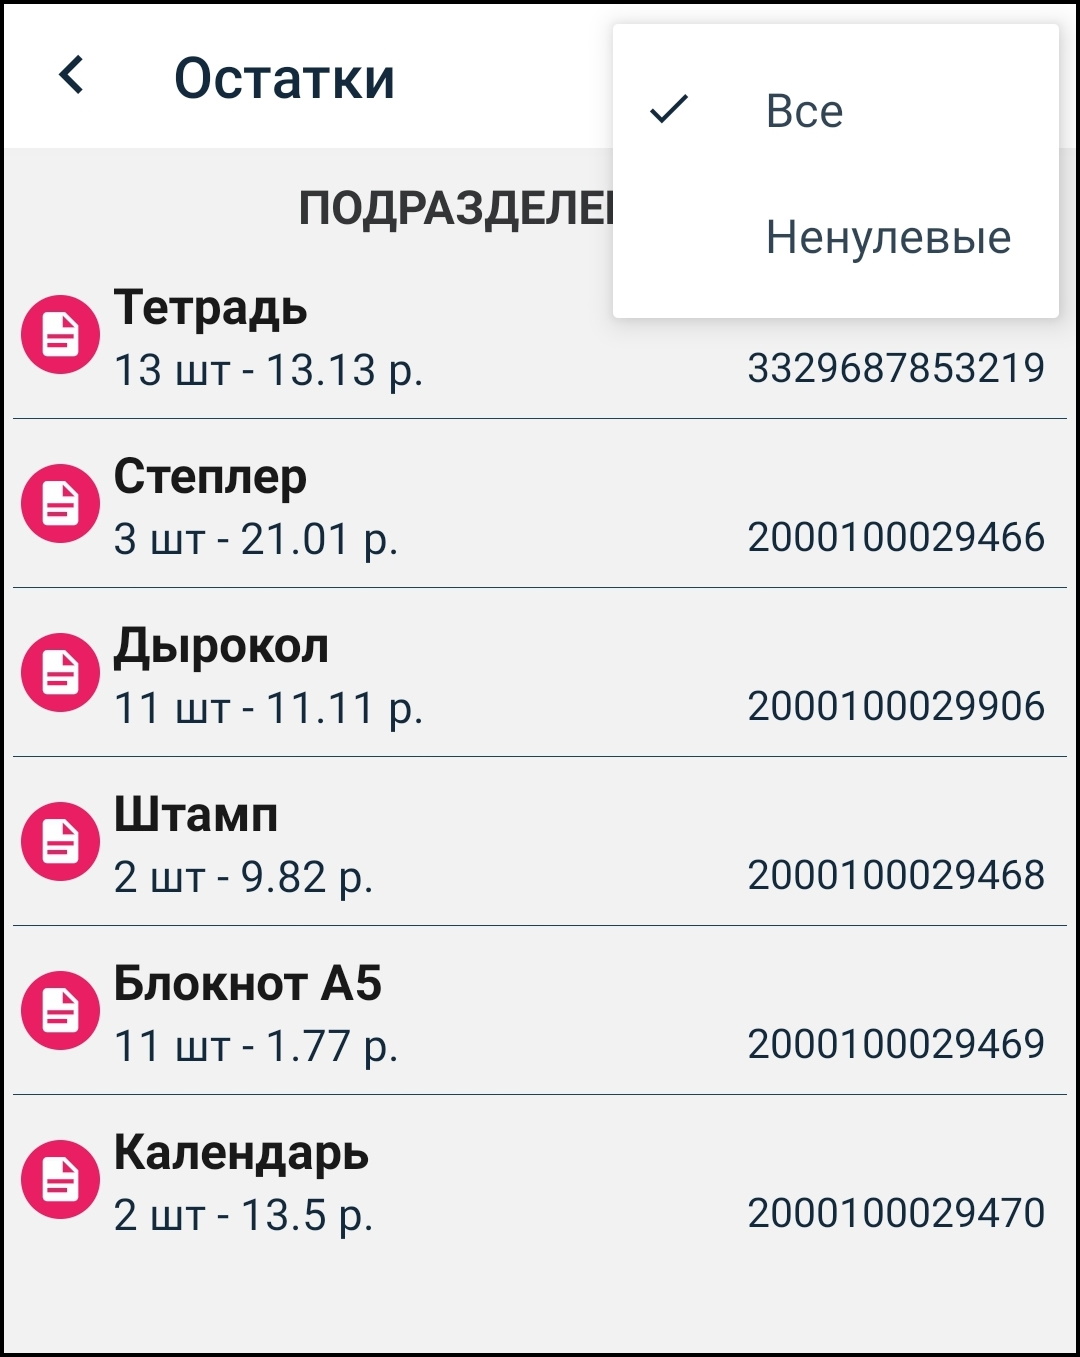 Остатки
Все
Ненулевые
Тетрадь
13 шт - 13.13 р.
3329687853219
Степлер
3 шт - 21.01 р.
2000100029466
Дырокол
11 шт - 11.11 р.
2000100029906
Штамп
2 шт - 9.82 р.
2000100029468
Блокнот А5
11 шт - 1.77 р.
2000100029469
Календарь
2 шт - 13.5 р.
2000100029470